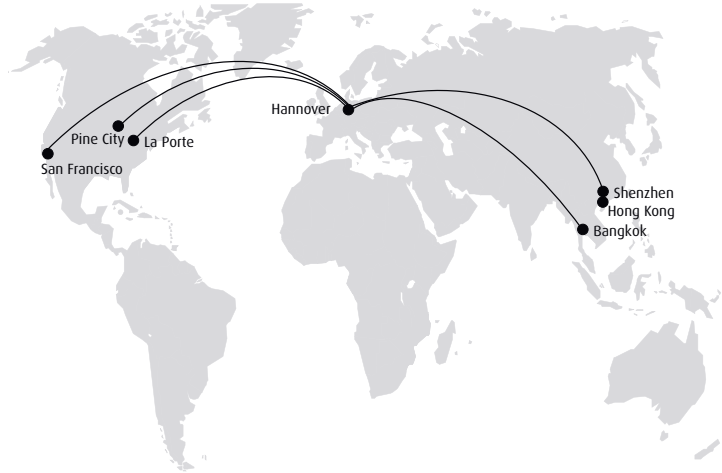 Hannover
Pine City
La Porte
San Francisco
Shenzhen
Hong Kong
Bangkok